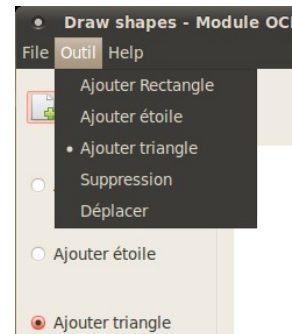 Draw shapes - Module OC
File Outil Help
Ajouter Rectangle
Ajouter étoile
Ajouter triangle
Suppression
Déplacer
Ajouter étoile
Ajouter triangle